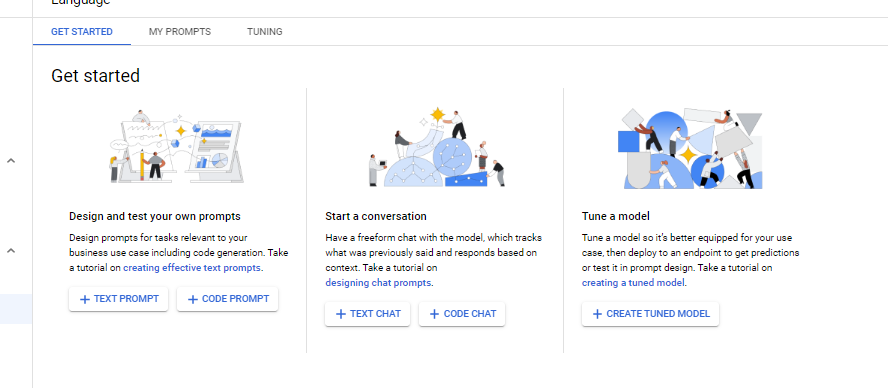 Language
GET STARTED
MY PROMPTS
TUNING
Get started
Design and test your own prompts
Design prompts for tasks relevant to your
business use case including code generation. Take
a tutorial on creating effective text prompts.
+ TEXT PROMPT
+ CODE PROMPT
Start a conversation
Have a freeform chat with the model, which tracks
what was previously said and responds based on
context. Take a tutorial on
designing chat prompts.
+ TEXT CHAT
+ CODE CHAT
Tune a model
Tune a model so it's better equipped for your use
case, then deploy to an endpoint to get predictions
or test it in prompt design. Take a tutorial on
creating a tuned model.
+ CREATE TUNED MODEL